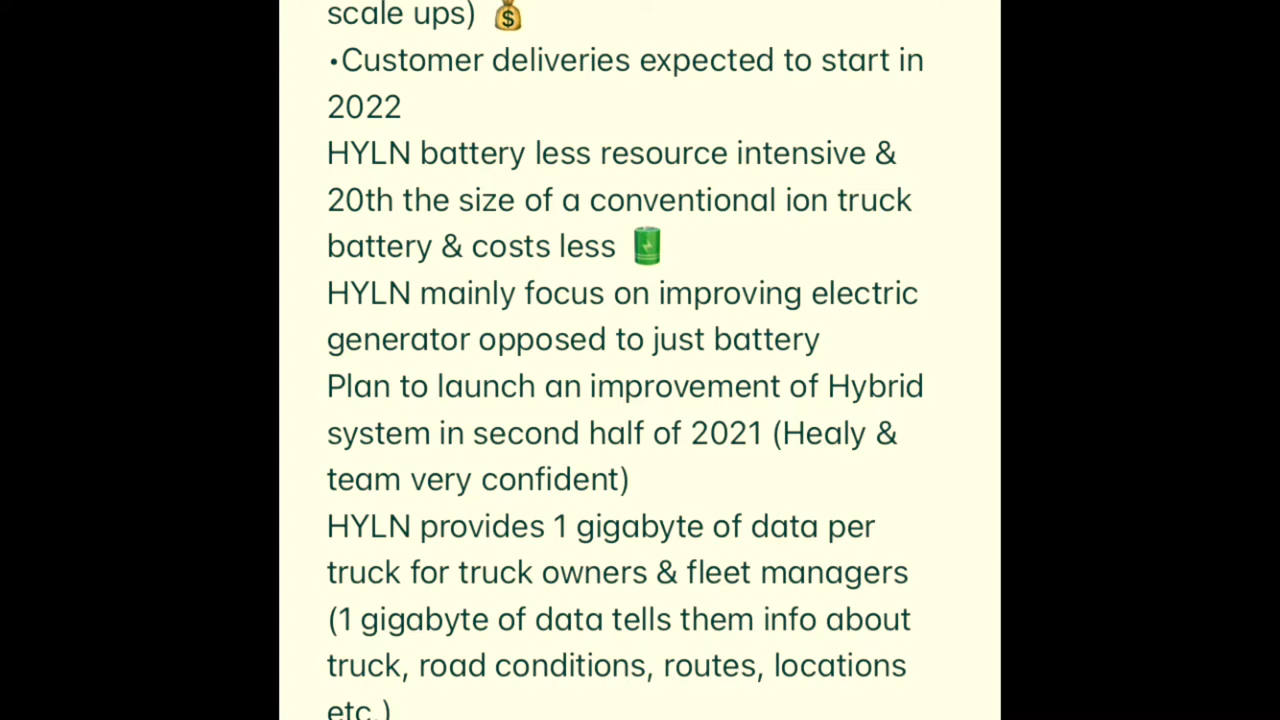 scale ups) 💰
•Customer deliveries expected to start in
2022
HYLN battery less resource intensive &
20th the size of a conventional ion truck
battery & costs less 🔋
HYLN mainly focus on improving electric
generator opposed to just battery
Plan to launch an improvement of Hybrid
system in second half of 2021 (Healy &
team very confident)
HYLN provides 1 gigabyte of data per
truck for truck owners & fleet managers
(1 gigabyte of data tells them info about
truck, road conditions, routes, locations
etc.)